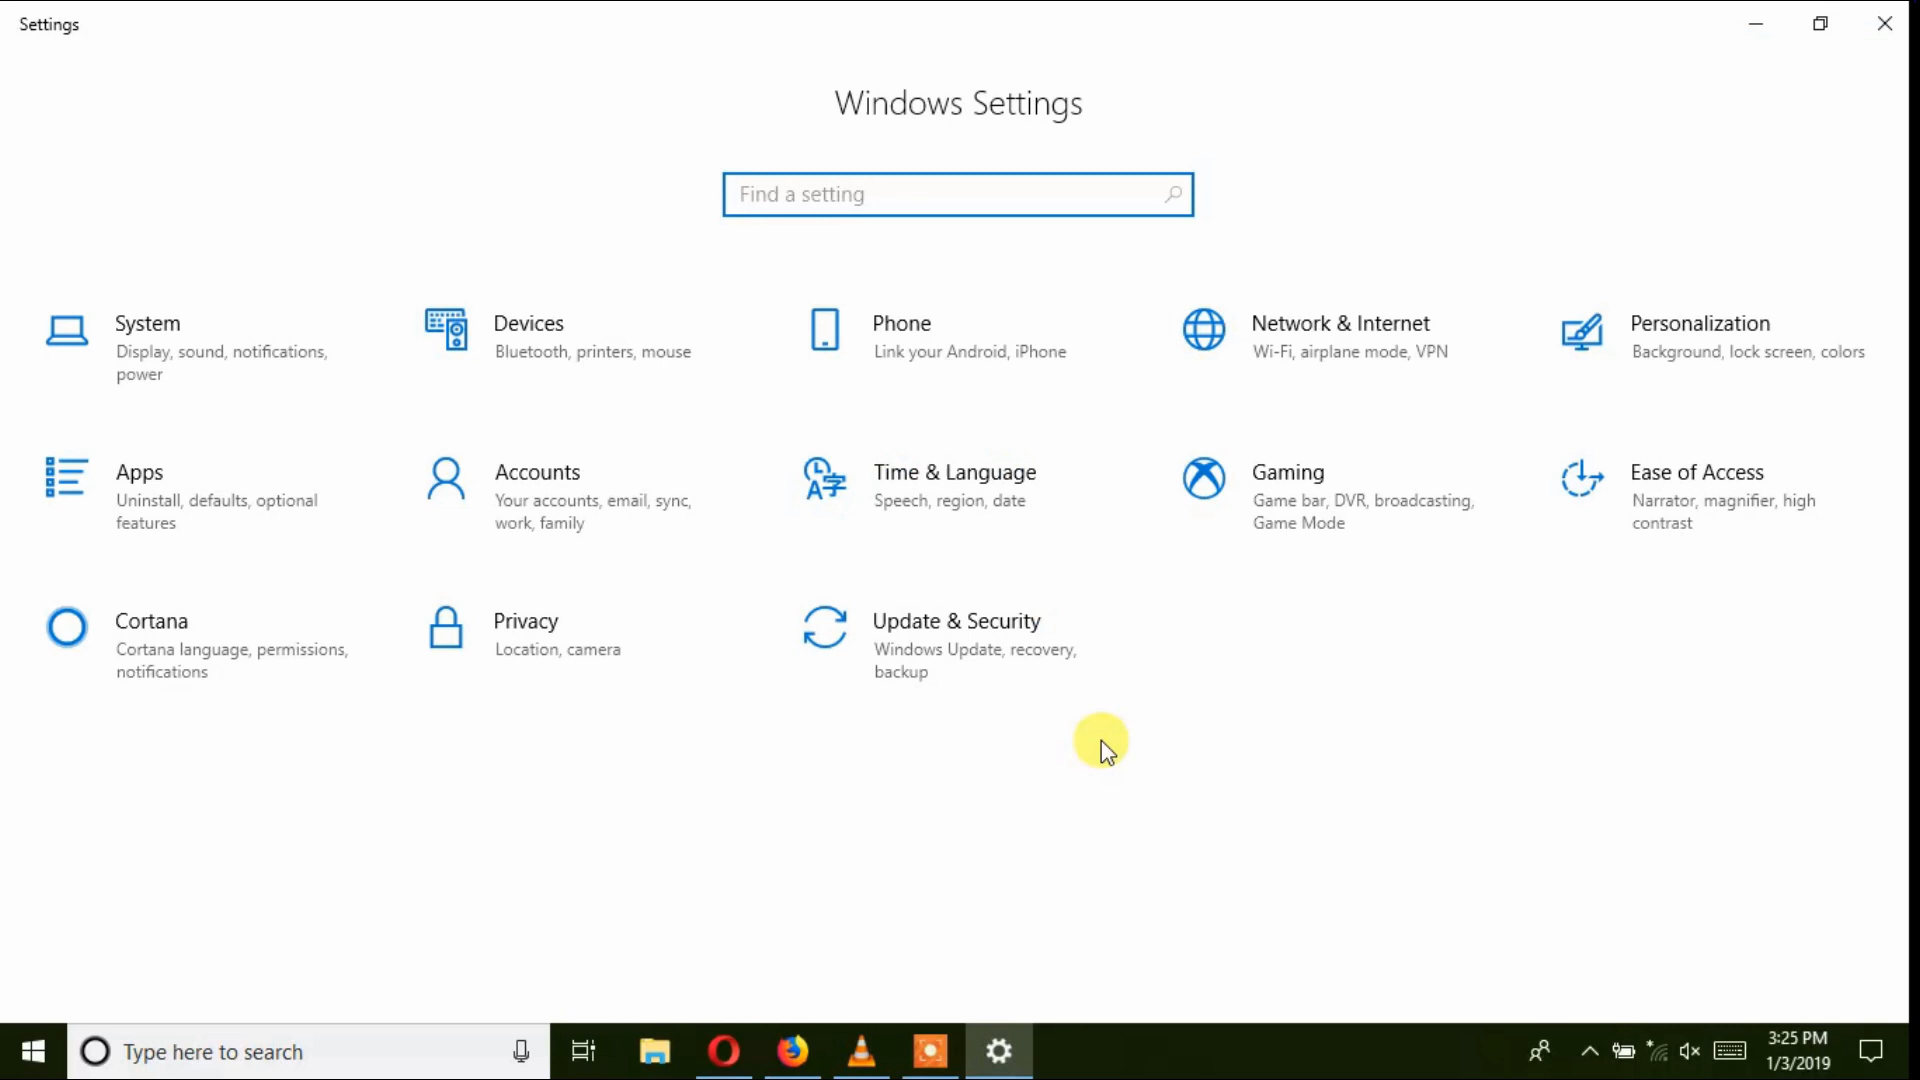 Settings
Windows Settings
Find a setting
System
Display, sound, notifications,
power
Devices
Bluetooth, printers, mouse
Phone
Link your Android, iPhone
Network & Internet
Wi-Fi, airplane mode, VPN
Personalization
Background, lock screen, colors
Apps
Uninstall, defaults, optional
features
Accounts
Your accounts, email, sync,
work, family
Time & Language
Speech, region, date
Gaming
Game bar, DVR, broadcasting,
Game Mode
Ease of Access
Narrator, magnifier, high
contrast
Cortana
Cortana language, permissions,
notifications
Privacy
Location, camera
Update & Security
Windows Update, recovery,
backup
Type here to search
3:25 PM
1/3/2019